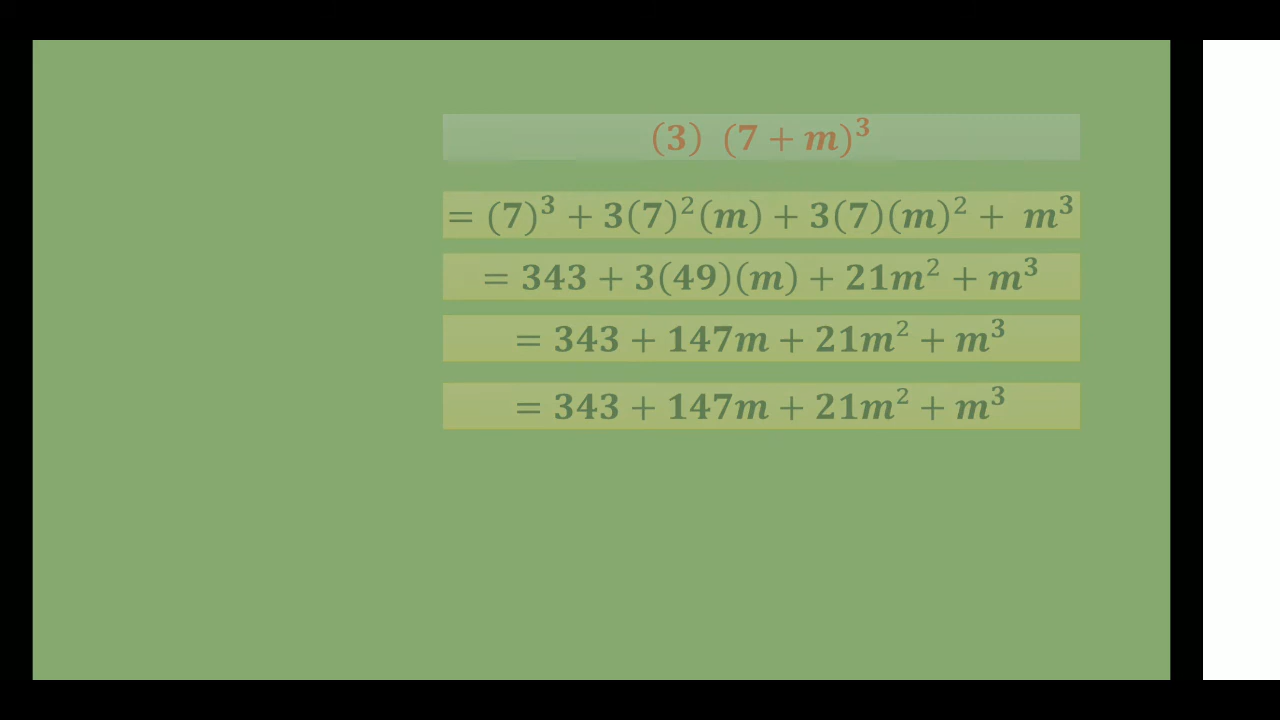 (3) (7 + m)³
= (7)³ + 3(7)²(m) + 3(7)(m)² + m³
= 343 + 3(49)(m) + 21m² + m³
= 343 + 147m + 21m² + m³
= 343 + 147m + 21m² + m³